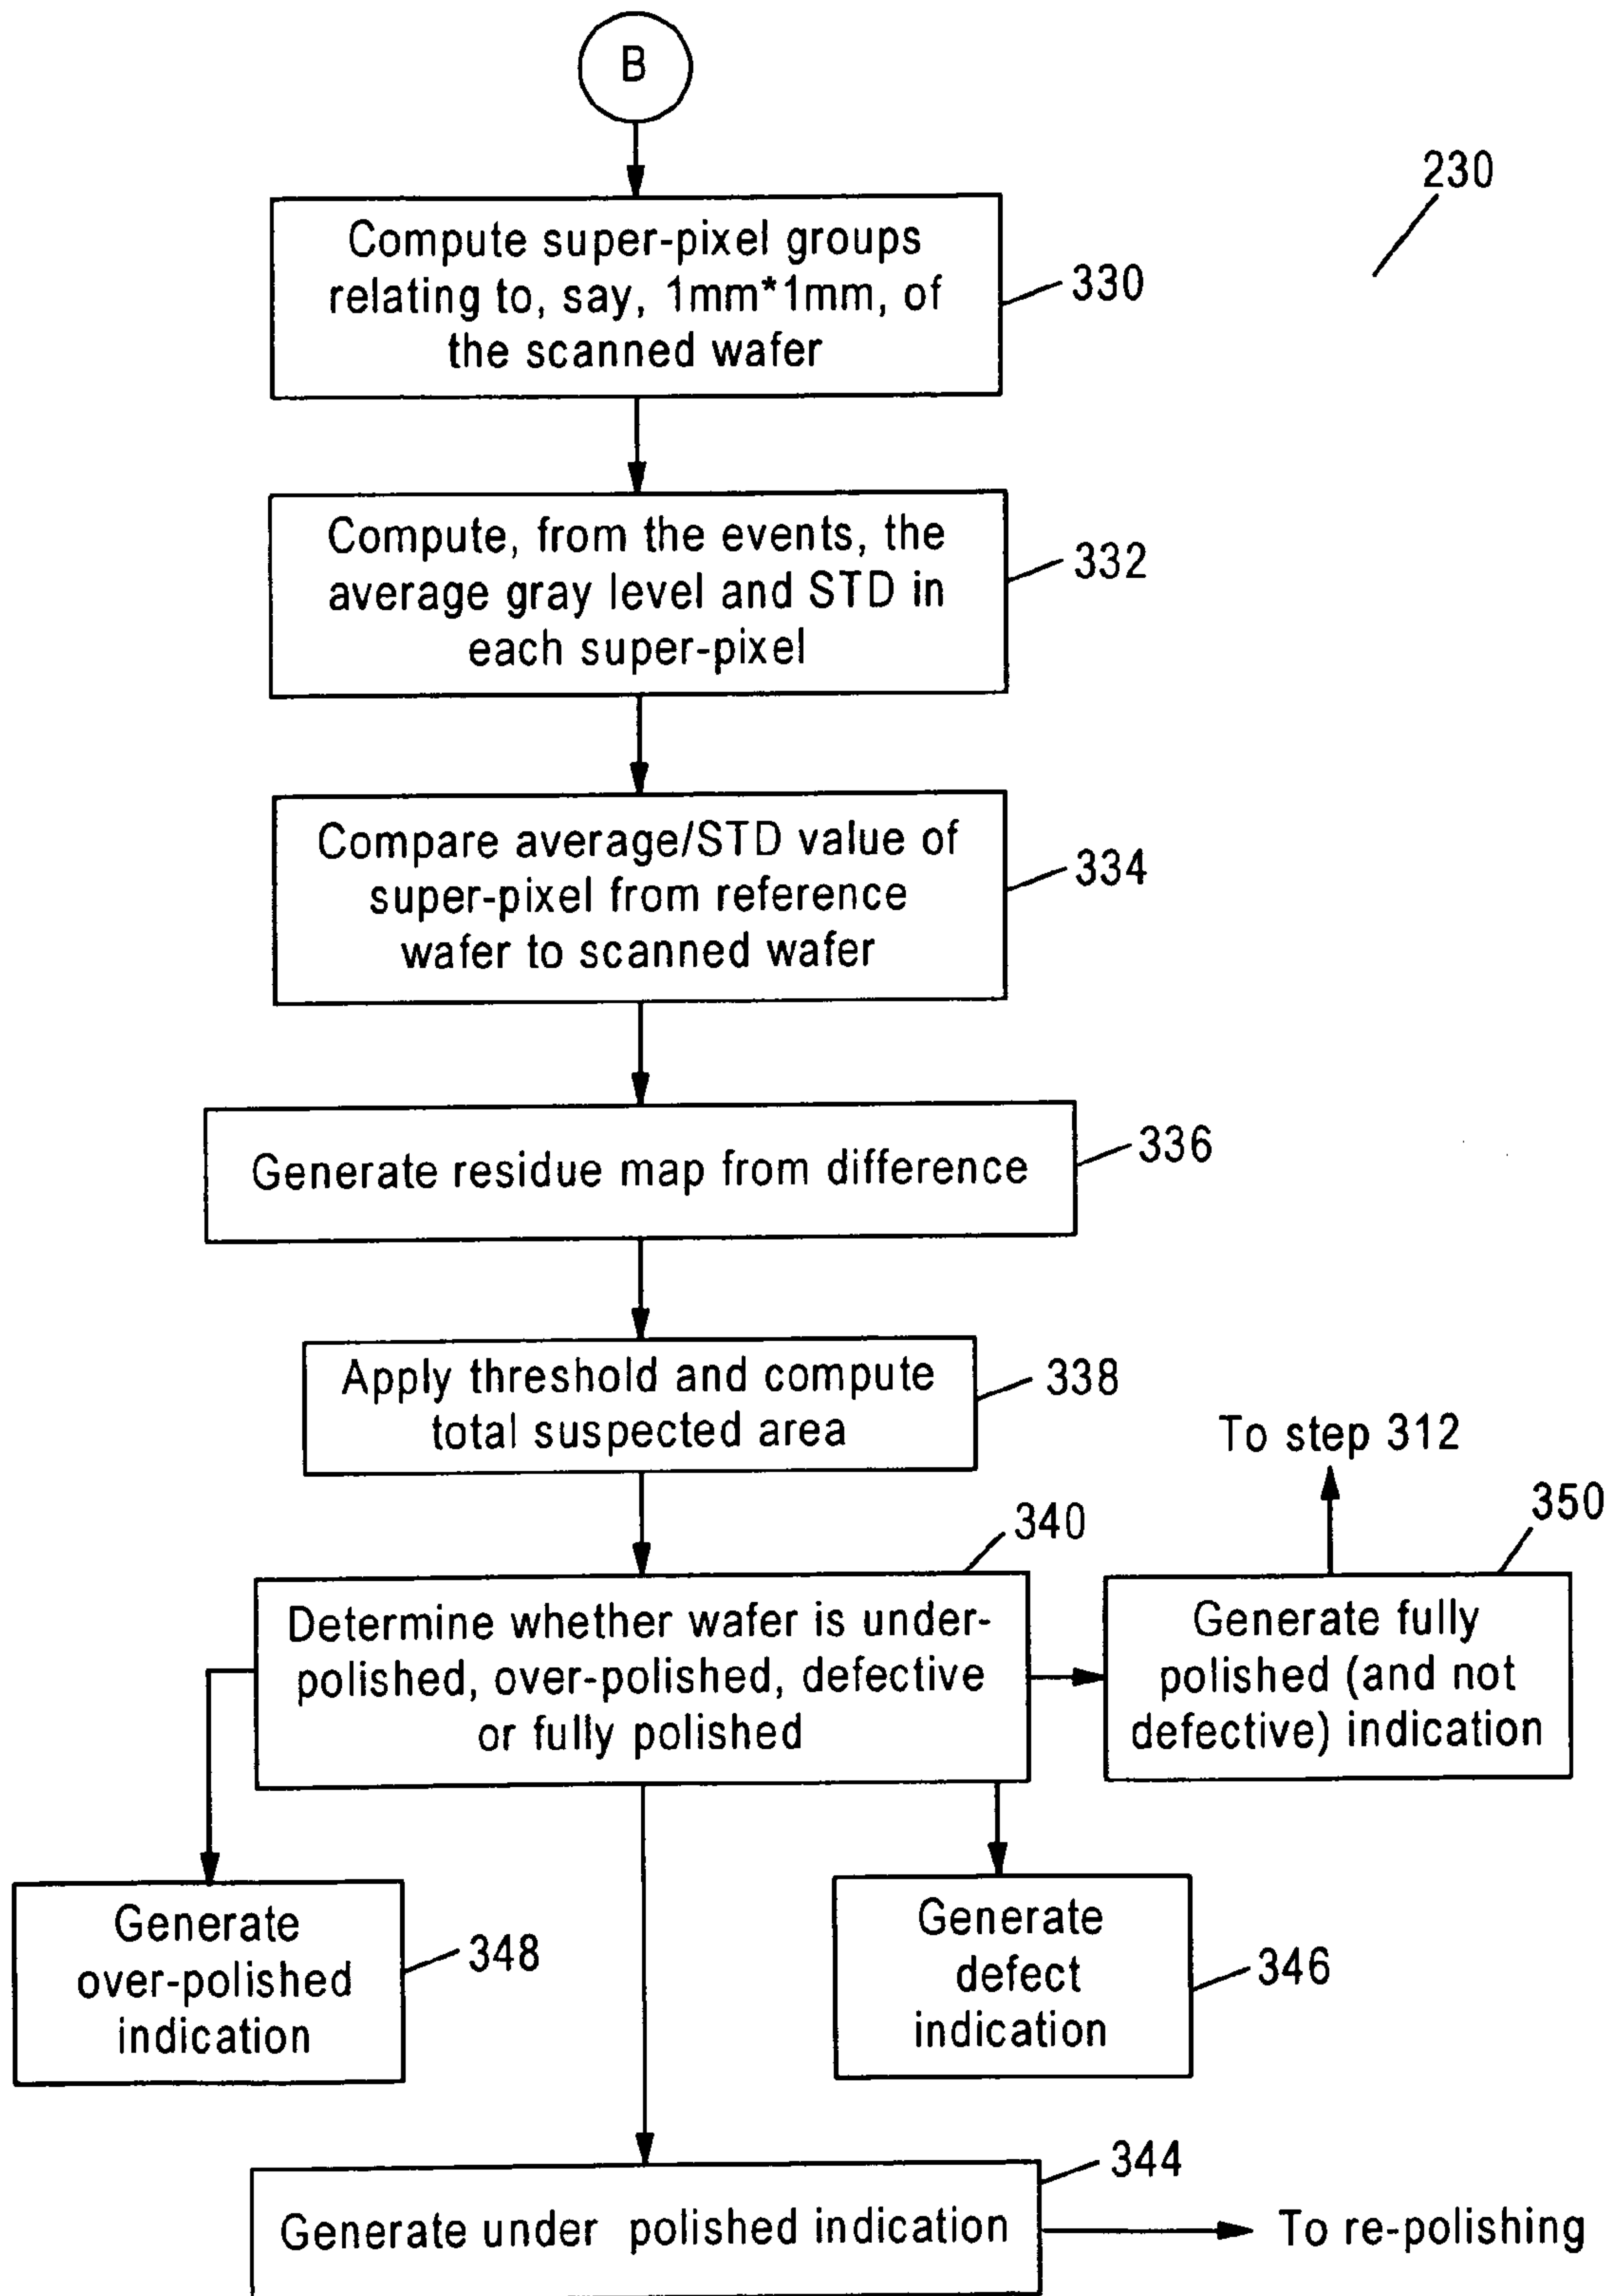 B
230
Compute super-pixel groups
relating to, say, 1mm*1mm, of
the scanned wafer
330
Compute, from the events, the
average gray level and STD in
each super-pixel
332
Compare average/STD value of
super-pixel from reference
wafer to scanned wafer
334
Generate residue map from difference
336
Apply threshold and compute
total suspected area
338
To step 312
340
350
Determine whether wafer is under-
polished, over-polished, defective
or fully polished
Generate fully
polished (and not
defective) indication
Generate
over-polished
indication
348
Generate
defect
indication
346
344
Generate under polished indication
To re-polishing